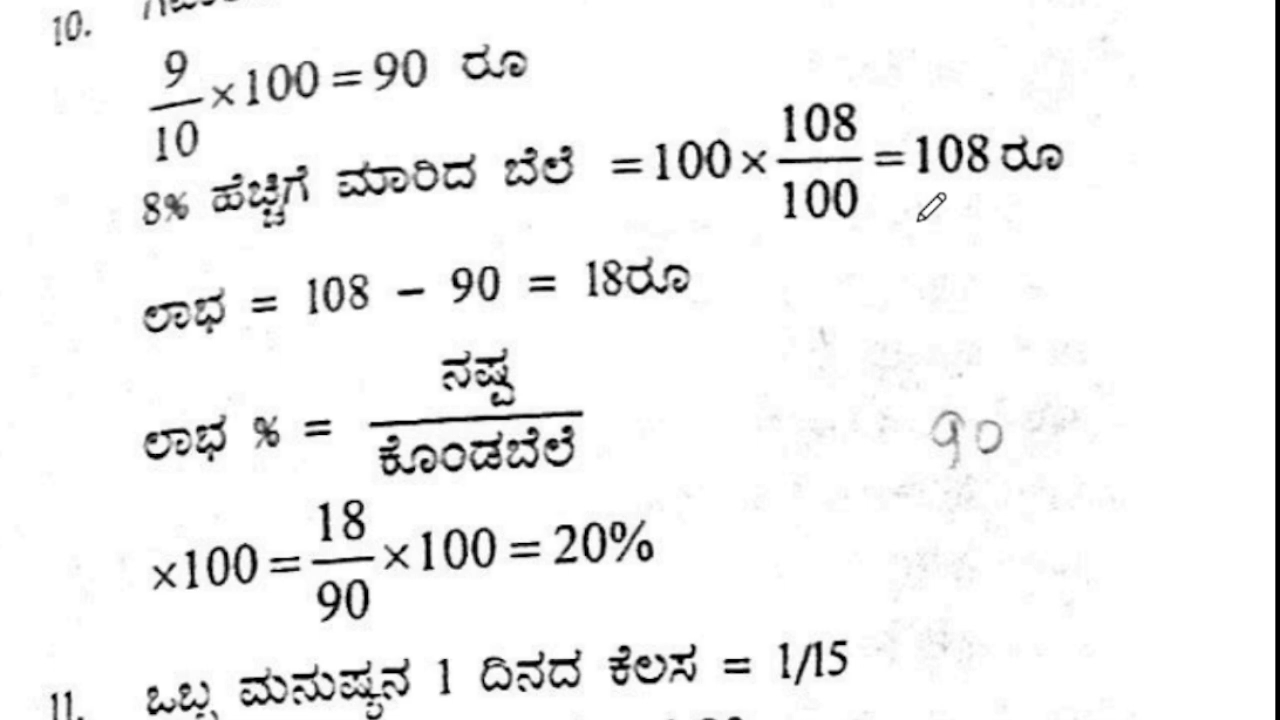 10.
9/10 ×100 = 90 ರೂ
8% ಹೆಚ್ಚಿಗೆ ಮಾರಿದ ಬೆಲೆ = 100 × 108/100 = 108 ರೂ
ಲಾಭ = 108 – 90 = 18ರೂ
ಲಾಭ % = ನಷ್ಟ/ಕೊಂಡಬೆಲೆ
90
×100 = 18/90 ×100 = 20%
11. ಒಬ್ಬ ಮನುಷ್ಯನ 1 ದಿನದ ಕೆಲಸ = 1/15